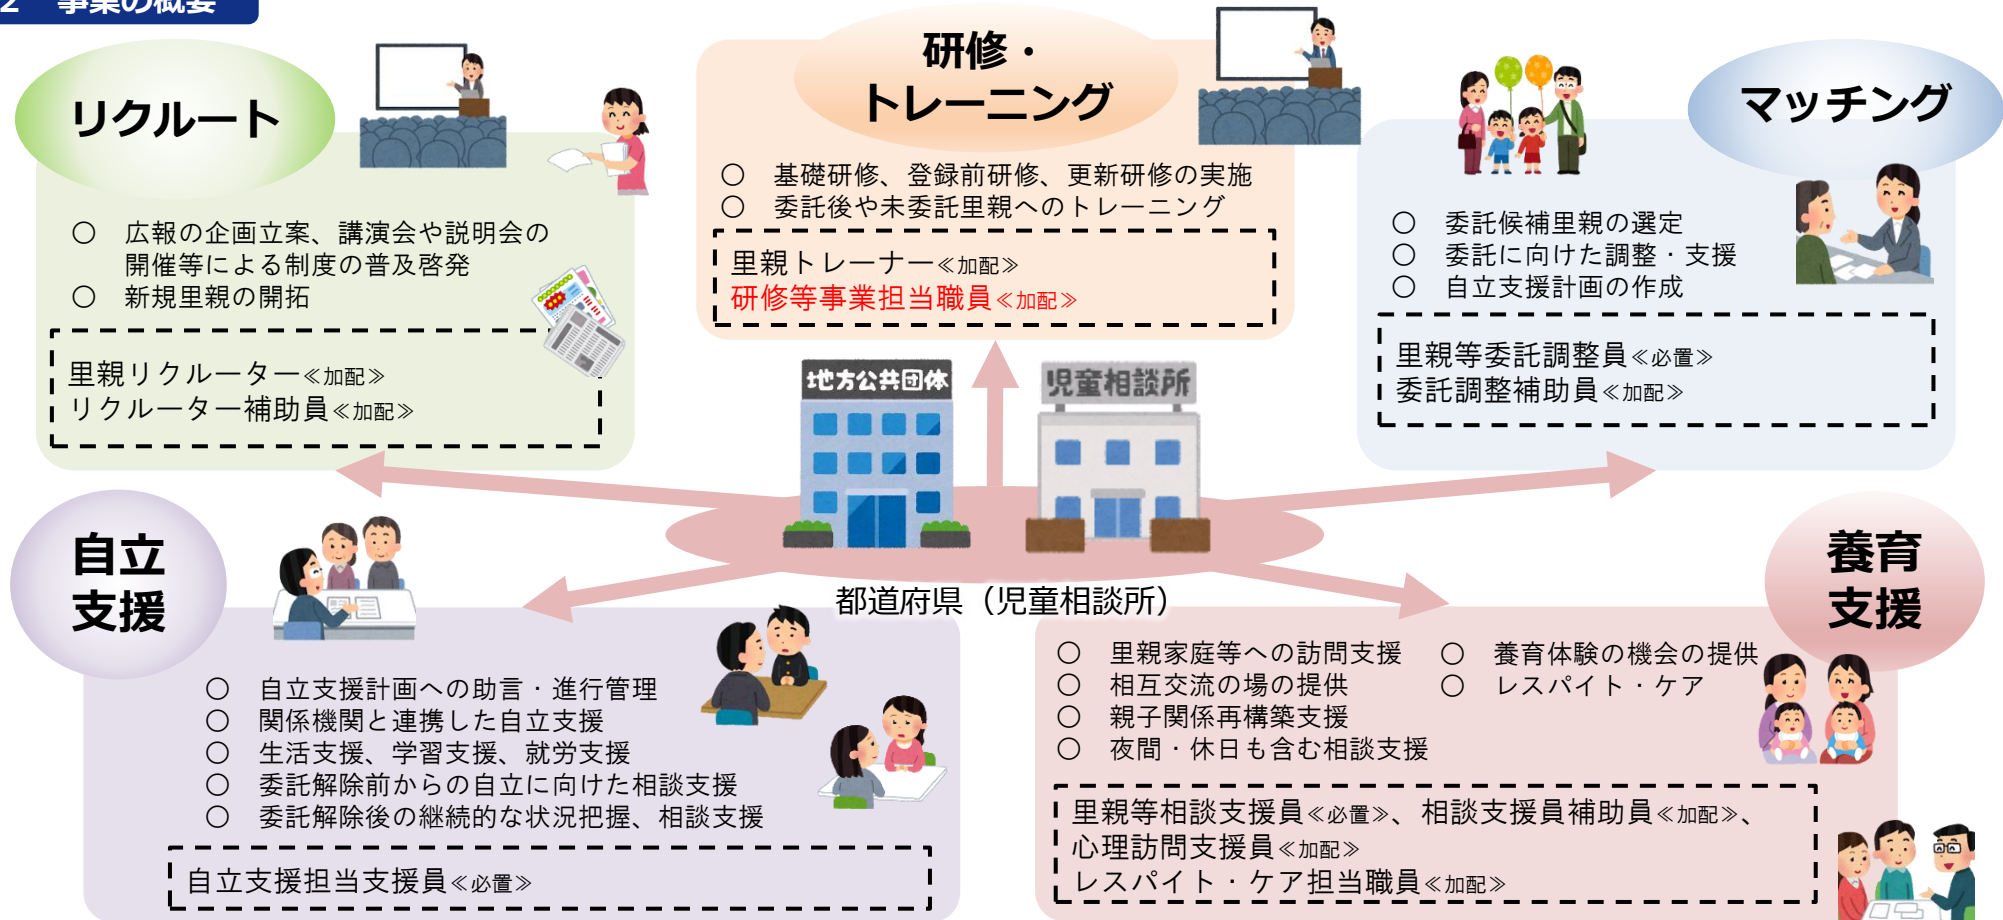 2 事業の概要
リクルート
○ 広報の企画立案、講演会や説明会の
開催等による制度の普及啓発
○ 新規里親の開拓
里親リクルーター≪加配≫
リクルーター補助員≪加配≫
研修・
トレーニング
○ 基礎研修、登録前研修、更新研修の実施
○ 委託後や未委託里親へのトレーニング
里親トレーナー≪加配≫
研修等事業担当職員≪加配≫
マッチング
○ 委託候補里親の選定
○ 委託に向けた調整・支援
○ 自立支援計画の作成
里親等委託調整員≪必置≫
委託調整補助員≪加配≫
地方公共団体
児童相談所
都道府県（児童相談所）
自立
支援
○ 自立支援計画への助言・進行管理
○ 関係機関と連携した自立支援
○ 生活支援、学習支援、就労支援
○ 委託解除前からの自立に向けた相談支援
○ 委託解除後の継続的な状況把握、相談支援
自立支援担当支援員≪必置≫
養育
支援
○ 里親家庭等への訪問支援
○ 相互交流の場の提供
○ 親子関係再構築支援
○ 夜間・休日も含む相談支援
○ 養育体験の機会の提供
○ レスパイト・ケア
里親等相談支援員≪必置≫、相談支援員補助員≪加配≫、
心理訪問支援員≪加配≫
レスパイト・ケア担当職員≪加配≫